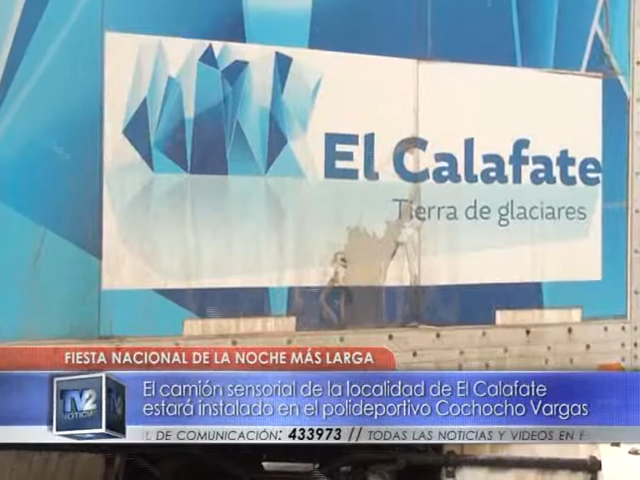 El Calafate
Tierra de glaciares
FIESTA NACIONAL DE LA NOCHE MÁS LARGA
El camión sensorial de la localidad de El Calafate
estará instalado en el polideportivo Cochocho Vargas
TV2
NOTICIAS
L DE COMUNICACIÓN: 433973 // TODAS LAS NOTICIAS Y VIDEOS EN